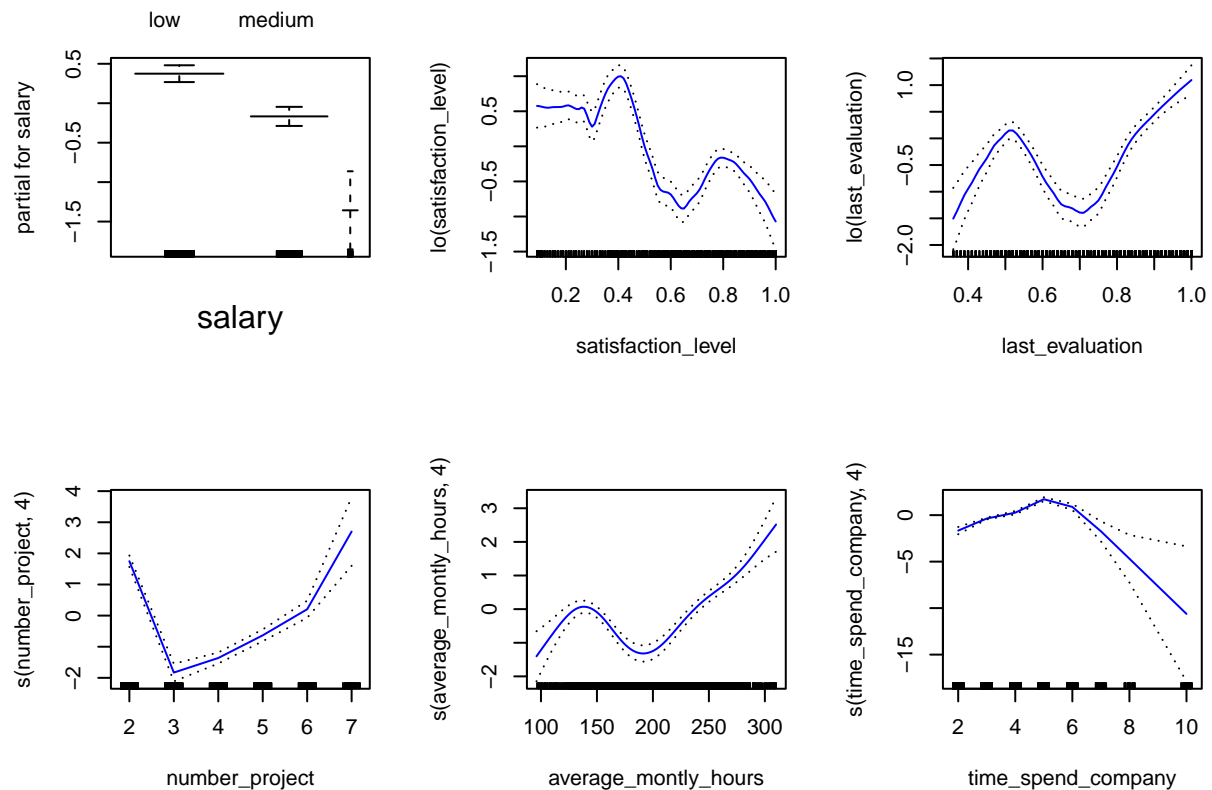 low medium
partial for salary
0.5
−0.5
−1.5
salary
lo(satisfaction_level)
0.5
−0.5
−1.5
0.2 0.4 0.6 0.8 1.0
satisfaction_level
lo(last_evaluation)
1.0
−0.5
−2.0
0.4 0.6 0.8 1.0
last_evaluation
s(number_project, 4)
4
3
2
1
0
−2
2 3 4 5 6 7
number_project
s(average_montly_hours, 4)
3
2
1
0
−2
100 150 200 250 300
average_montly_hours
s(time_spend_company, 4)
0
−5
−15
2 4 6 8 10
time_spend_company